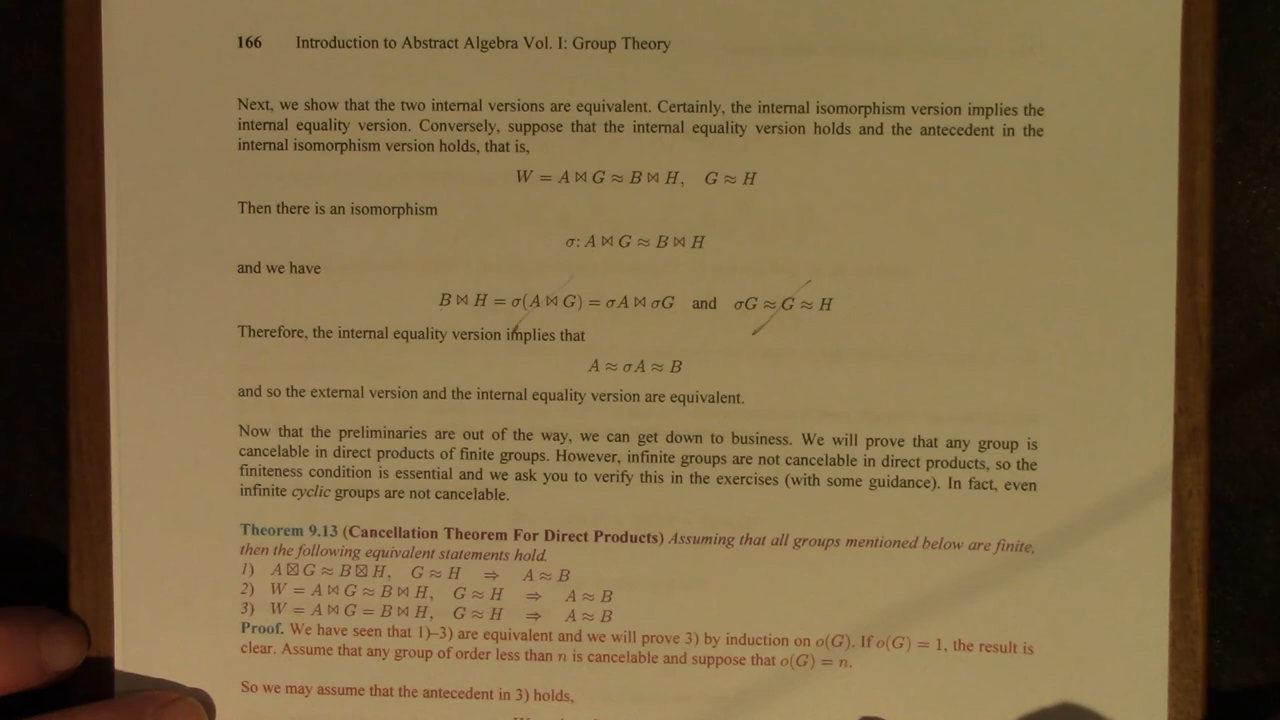 166 Introduction to Abstract Algebra Vol. I: Group Theory
Next, we show that the two internal versions are equivalent. Certainly, the internal isomorphism version implies the
internal equality version. Conversely, suppose that the internal equality version holds and the antecedent in the
internal isomorphism version holds, that is,
W = A ⋈ G ≈ B ⋈ H, G ≈ H
Then there is an isomorphism
σ: A ⋈ G ≈ B ⋈ H
and we have
B ⋈ H = σ(A ⋈ G) = σA ⋈ σG and σG ≈ G ≈ H
Therefore, the internal equality version implies that
A ≈ σA ≈ B
and so the external version and the internal equality version are equivalent.
Now that the preliminaries are out of the way, we can get down to business. We will prove that any group is
cancelable in direct products of finite groups. However, infinite groups are not cancelable in direct products, so the
finiteness condition is essential and we ask you to verify this in the exercises (with some guidance). In fact, even
infinite cyclic groups are not cancelable.
Theorem 9.13 (Cancellation Theorem For Direct Products) Assuming that all groups mentioned below are finite,
then the following equivalent statements hold.
1) A ⊠ G ≈ B ⊠ H, G ≈ H ⇒ A ≈ B
2) W = A ⋈ G ≈ B ⋈ H, G ≈ H ⇒ A ≈ B
3) W = A ⋈ G = B ⋈ H, G ≈ H ⇒ A ≈ B
Proof. We have seen that 1)–3) are equivalent and we will prove 3) by induction on o(G). If o(G) = 1, the result is
clear. Assume that any group of order less than n is cancelable and suppose that o(G) = n.
So we may assume that the antecedent in 3) holds,